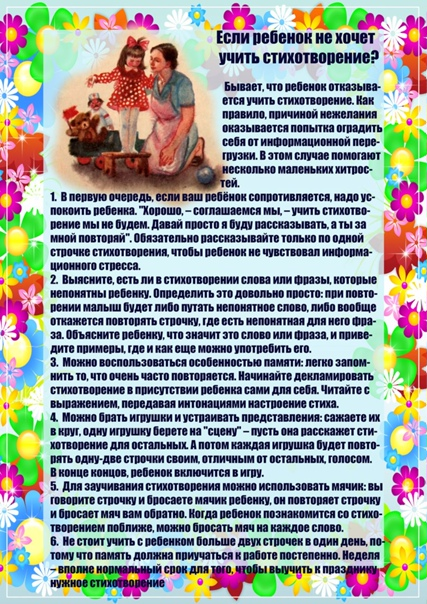 Если ребенок не хочет
учить стихотворение?
Бывает, что ребенок отказыва-
ется учить стихотворение. Как
правило, причиной нежелания
оказывается попытка оградить
себя от информационной пере-
грузки. В этом случае помогают
несколько маленьких хитрос-
тей.
1. В первую очередь, если ваш ребёнок сопротивляется, надо ус-
покоить ребенка. "Хорошо, – соглашаемся мы, – учить стихотво-
рение мы не будем. Давай просто я буду рассказывать, а ты за
мной повторяй". Обязательно рассказывайте только по одной
строчке стихотворения, чтобы ребенок не чувствовал информа-
ционного стресса.
2. Выясните, есть ли в стихотворении слова или фразы, которые
непонятны ребенку. Определить это довольно просто: при повто-
рении малыш будет либо путать непонятное слово, либо вообще
откажется повторять строчку, где есть непонятная для него фра-
за. Объясните ребенку, что значит это слово или фраза, и приве-
дите примеры, где и как еще можно употребить его.
3. Можно воспользоваться особенностью памяти: легко запом-
нить то, что очень часто повторяется. Начинайте декламировать
стихотворение в присутствии ребенка сами для себя. Читайте с
выражением, передавая интонациями настроение стиха.
4. Можно брать игрушки и устраивать представления: сажаете их
в круг, одну игрушку берете на "сцену" – пусть она расскажет сти-
хотворение для остальных. А потом каждая игрушка будет повто-
рять одну-две строчки своим, отличным от остальных, голосом.
В конце концов, ребенок включится в игру.
5. Для заучивания стихотворения можно использовать мячик: вы
говорите строчку и бросаете мячик ребенку, он повторяет строчку
и бросает мяч вам обратно. Когда ребенок познакомится со стихо-
творением поближе, можно бросать мяч на каждое слово.
6. Не стоит учить с ребенком больше двух строчек в один день, по-
тому что память должна приучаться к работе постепенно. Неделя
– вполне нормальный срок для того, чтобы выучить к празднику
нужное стихотворение